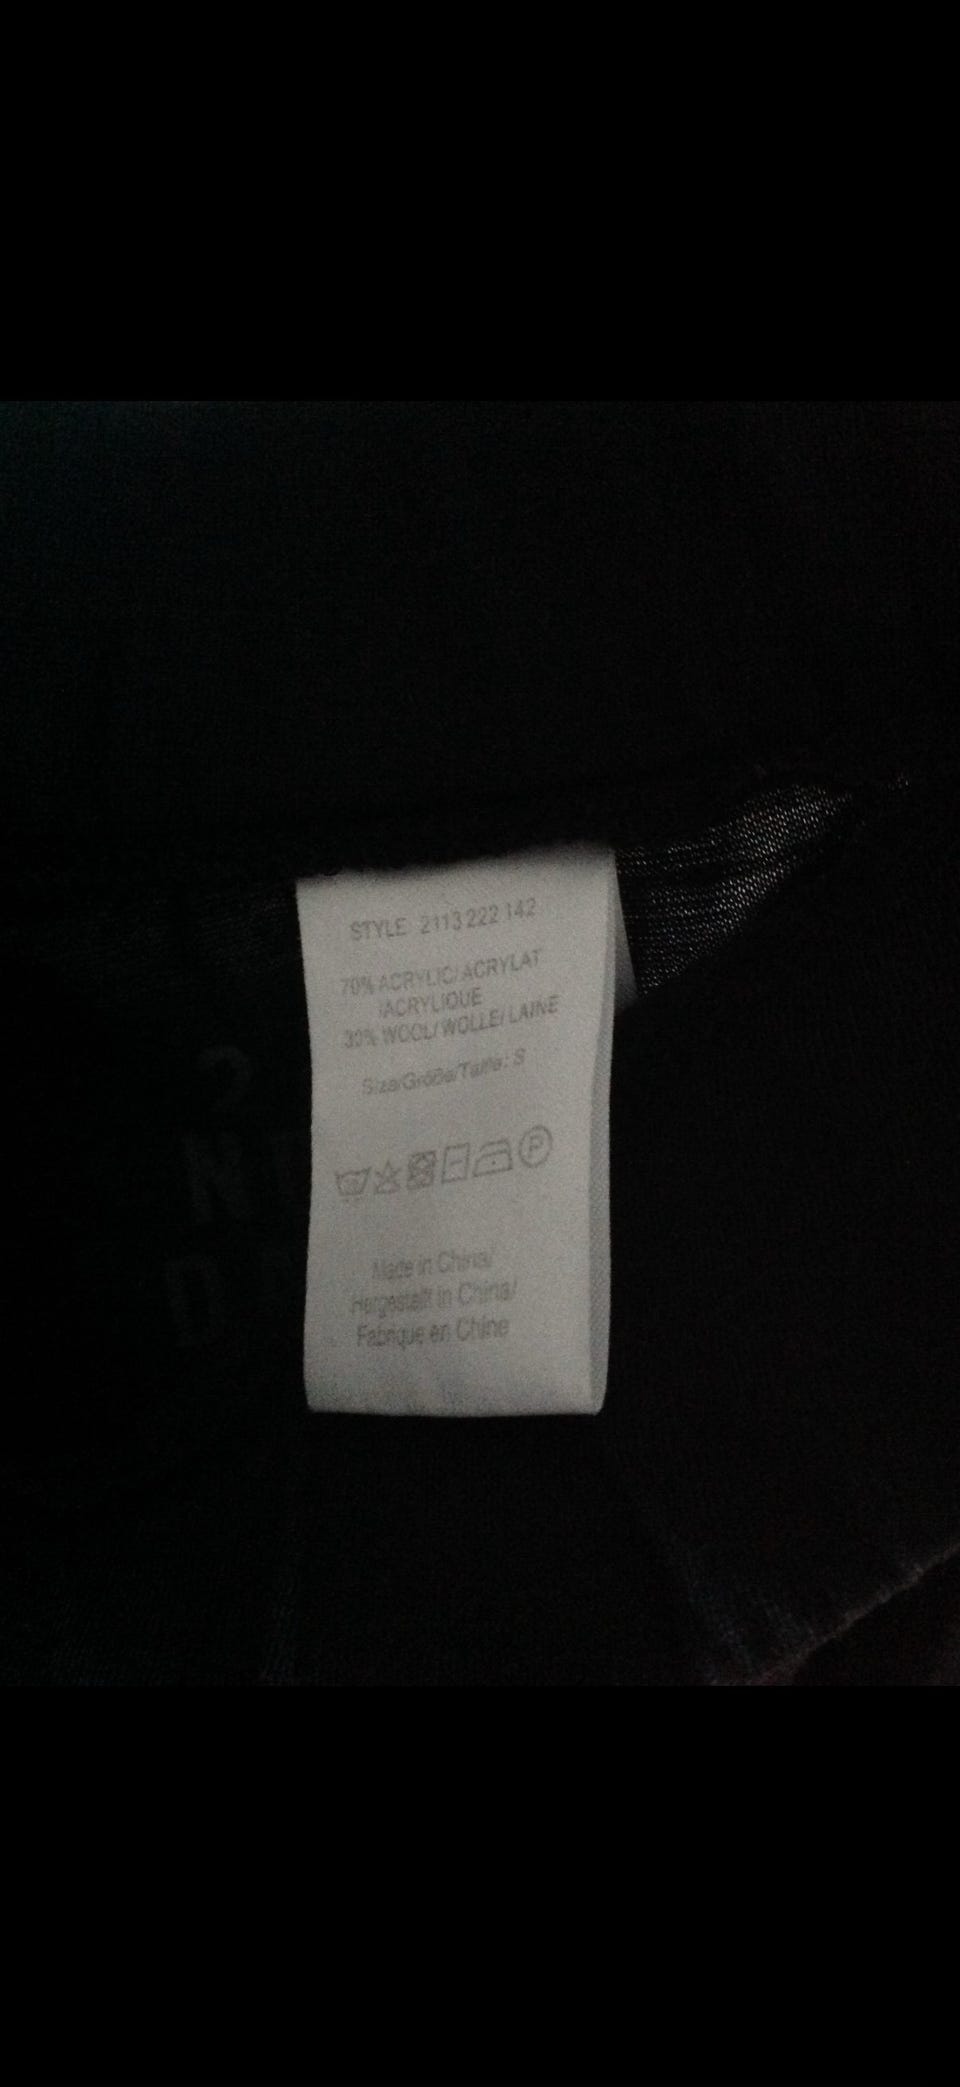 STYLE 2113 222 142
70% ACRYLIC/ ACRYLAT
/ACRYLIQUE
30% WOOL/ WOLLE/ LAINE
Size/Größe/Taille: S
P
Made in China/
Hergestellt in China/
Fabrique en Chine